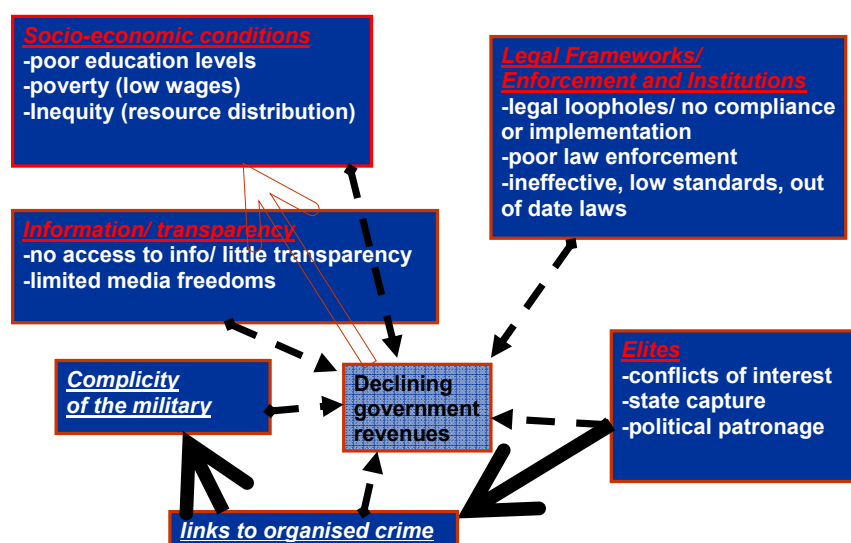 Socio-economic conditions
-poor education levels
-poverty (low wages)
-Inequity (resource distribution)
Legal Frameworks/
Enforcement and Institutions
-legal loopholes/ no compliance
or implementation
-poor law enforcement
-ineffective, low standards, out
of date laws
Information/ transparency
-no access to info/ little transparency
-limited media freedoms
Complicity
of the military
Declining
government
revenues
Elites
-conflicts of interest
-state capture
-political patronage
links to organised crime